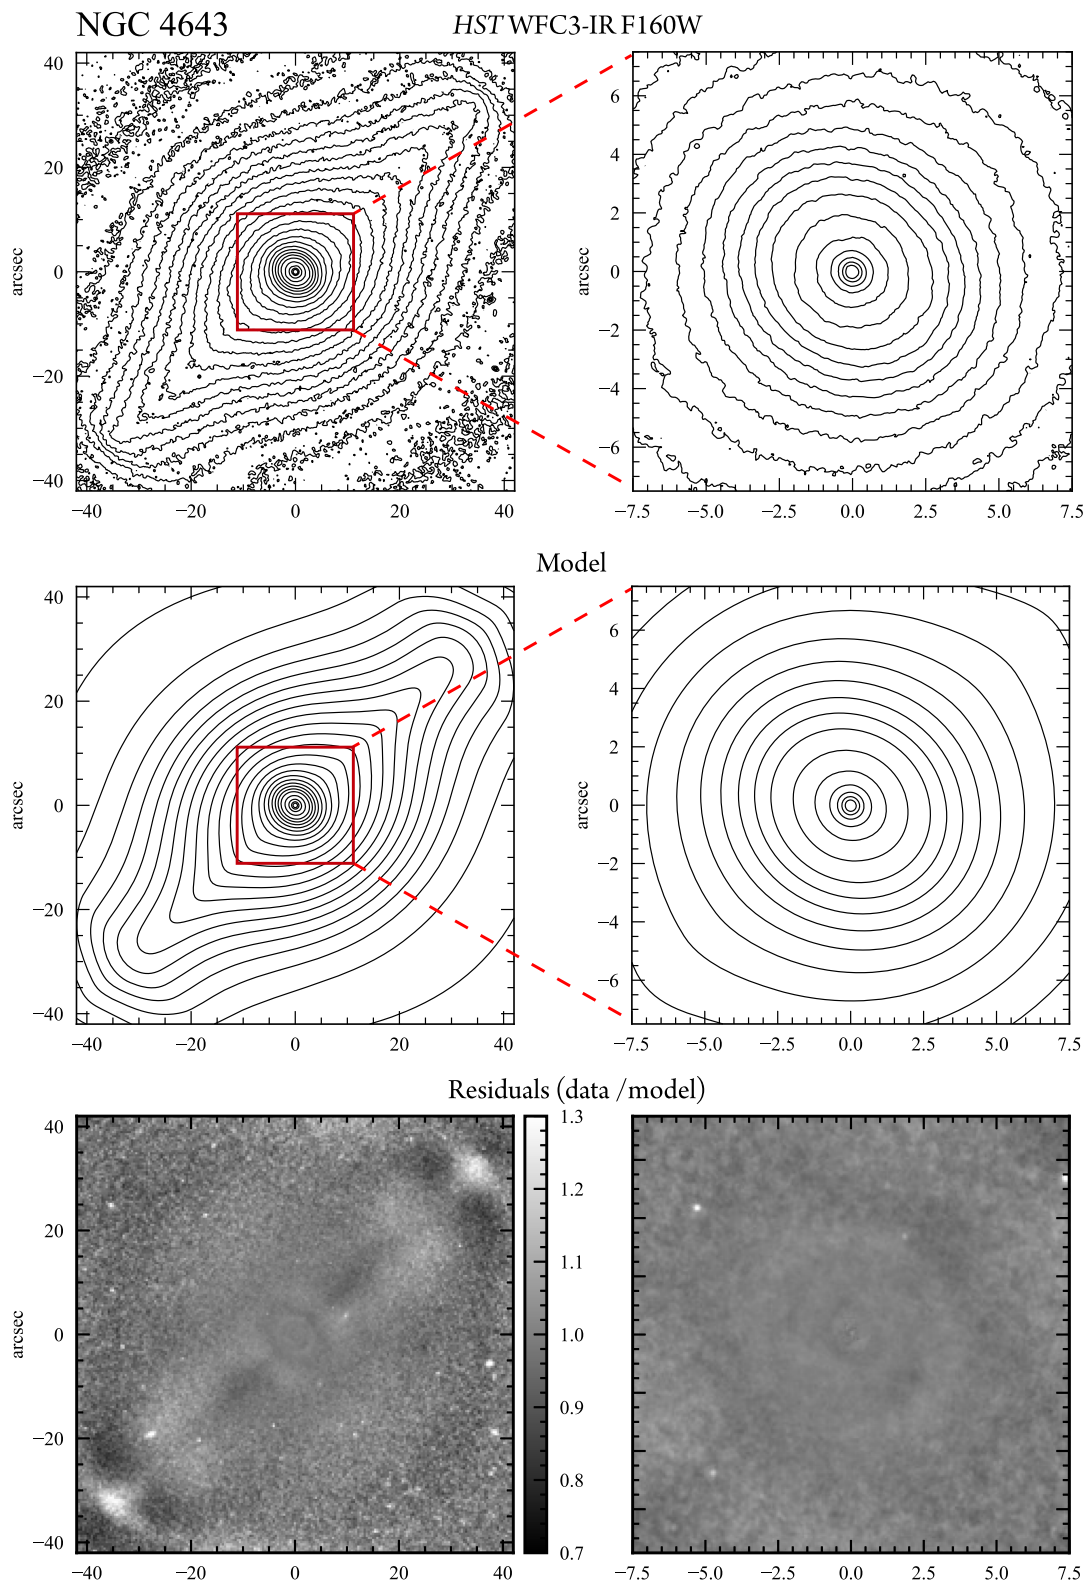 NGC 4643 HST WFC3-IR F160W
40
20
0
−20
−40
arcsec
−40 −20 0 20 40
6
4
2
0
−2
−4
−6
arcsec
−7.5 −5.0 −2.5 0.0 2.5 5.0 7.5
Model
40
20
0
−20
−40
arcsec
−40 −20 0 20 40
6
4
2
0
−2
−4
−6
arcsec
−7.5 −5.0 −2.5 0.0 2.5 5.0 7.5
Residuals (data /model)
40
20
0
−20
−40
arcsec
−40 −20 0 20 40
1.3
1.2
1.1
1.0
0.9
0.8
0.7
−7.5 −5.0 −2.5 0.0 2.5 5.0 7.5